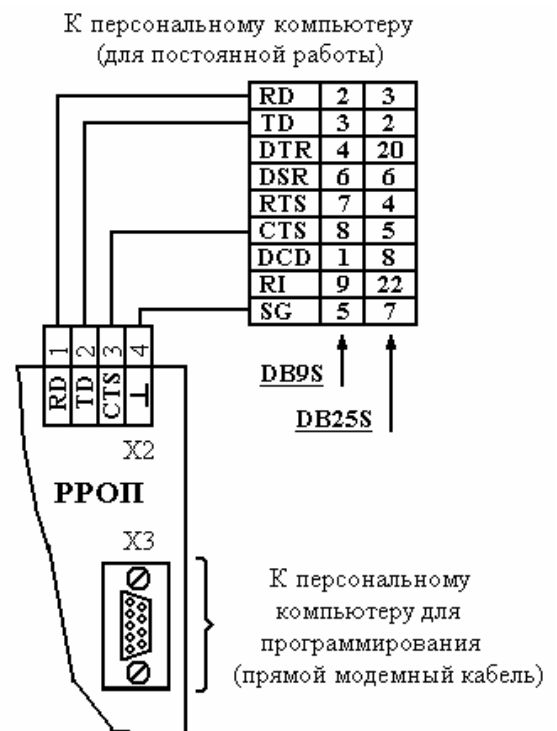 К персональному компьютеру
(для постоянной работы)
RD 2 3
TD 3 2
DTR 4 20
DSR 6 6
RTS 7 4
CTS 8 5
DCD 1 8
RI 9 22
SG 5 7
DB9S
DB25S
1 2 3 4
RD TD CTS ⊥
X2
РРОП
X3
К персональному
компьютеру для
программирования
(прямой модемный кабель)